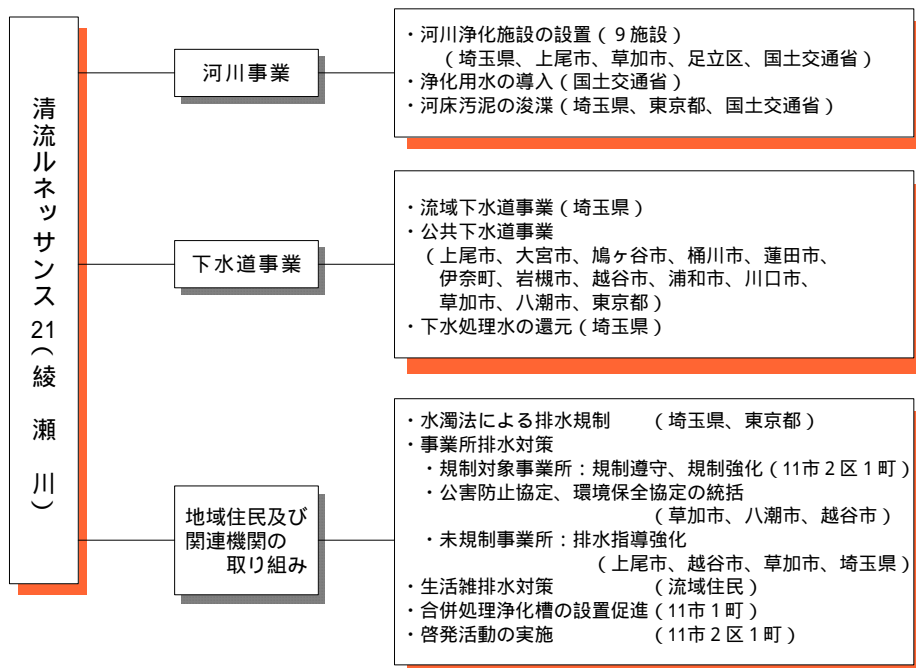 清流ルネッサンス21(綾瀬川)
河川事業
・河川浄化施設の設置(9施設)
(埼玉県、上尾市、草加市、足立区、国土交通省)
・浄化用水の導入(国土交通省)
・河床汚泥の浚渫(埼玉県、東京都、国土交通省)
下水道事業
・流域下水道事業(埼玉県)
・公共下水道事業
(上尾市、大宮市、鳩ヶ谷市、桶川市、蓮田市、
伊奈町、岩槻市、越谷市、浦和市、川口市、
草加市、八潮市、東京都)
・下水処理水の還元(埼玉県)
地域住民及び
関連機関の
取り組み
・水濁法による排水規制 (埼玉県、東京都)
・事業所排水対策
・規制対象事業所:規制遵守、規制強化(11市2区1町)
・公害防止協定、環境保全協定の統括
(草加市、八潮市、越谷市)
・未規制事業所:排水指導強化
(上尾市、越谷市、草加市、埼玉県)
・生活雑排水対策 (流域住民)
・合併処理浄化槽の設置促進(11市1町)
・啓発活動の実施 (11市2区1町)